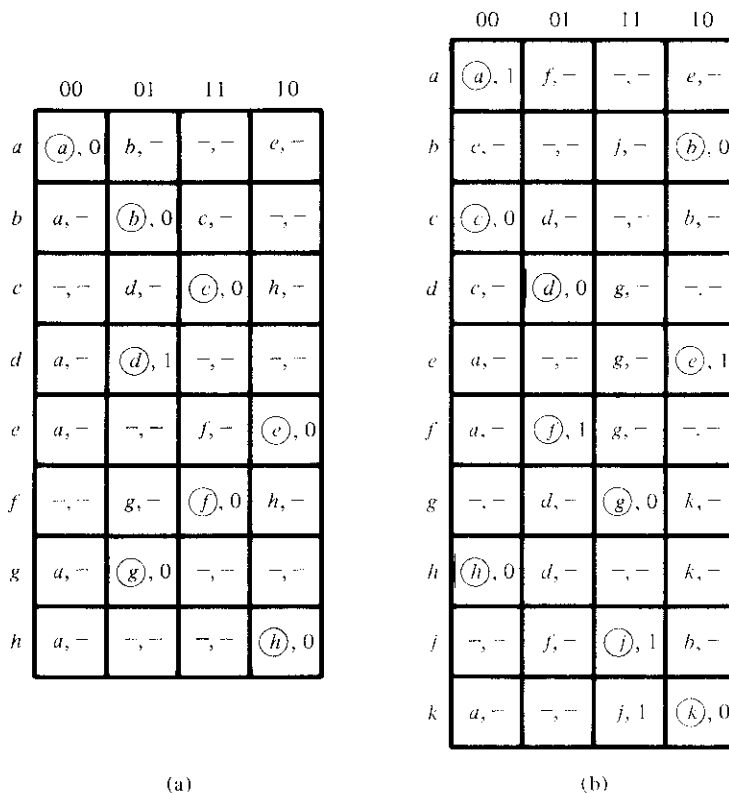 00 01 11 10
a ⓐ, 0 b, − −, − e, −
b a, − ⓑ, 0 c, − −, −
c −, − d, − ⓒ, 0 h, −
d a, − ⓓ, 1 −, − −, −
e a, − −, − f, − ⓔ, 0
f −, − g, − ⓕ, 0 h, −
g a, − ⓖ, 0 −, − −, −
h a, − −, − −, − ⓗ, 0
(a)
00 01 11 10
a ⓐ, 1 f, − −, − e, −
b c, − −, − j, − ⓑ, 0
c ⓒ, 0 d, − −, − b, −
d c, − ⓓ, 0 g, − −, −
e a, − −, − g, − ⓔ, 1
f a, − ⓕ, 1 g, − −, −
g −, − d, − ⓖ, 0 k, −
h ⓗ, 0 d, − −, − k, −
j −, − f, − ⓙ, 1 b, −
k a, − −, − j, 1 ⓚ, 0
(b)